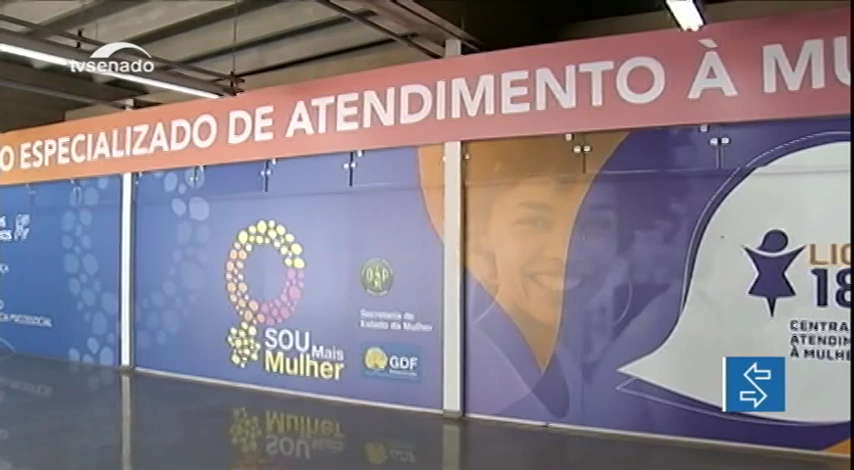 tvsenado
O ESPECIALIZADO DE ATENDIMENTO À MU
SOU Mais
Mulher
Secretaria de
Estado da Mulher
GDF
LIG
18
CENTRA
ATENDIM
À MULHE